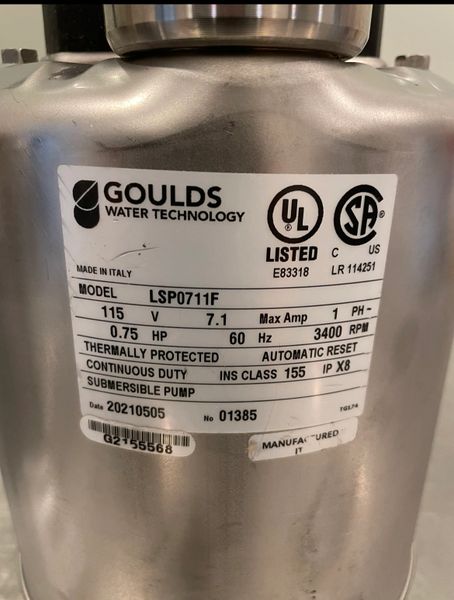 GOULDS
WATER TECHNOLOGY
UL
LISTED
E83318
SA ®
C US
LR 114251
MADE IN ITALY
MODEL LSP0711F
115 V 7.1 Max Amp 1 PH~
0.75 HP 60 Hz 3400 RPM
THERMALLY PROTECTED AUTOMATIC RESET
CONTINUOUS DUTY INS CLASS 155 IP X8
SUBMERSIBLE PUMP
Date 20210505 No 01385 TG174
G2155568
MANUFACTURED
IT